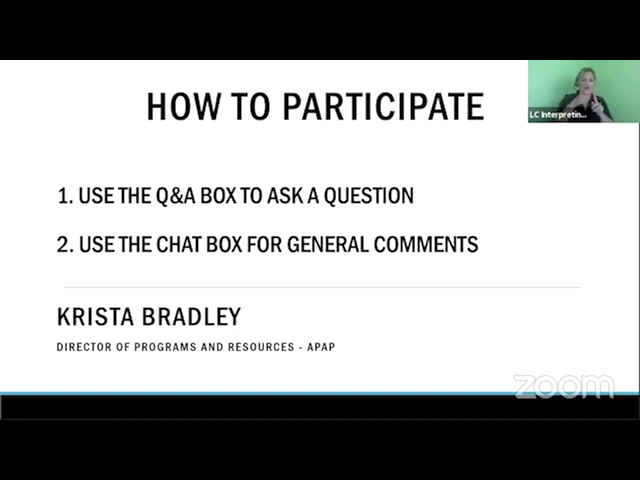 HOW TO PARTICIPATE
LC Interpretin...
1. USE THE Q&A BOX TO ASK A QUESTION
2. USE THE CHAT BOX FOR GENERAL COMMENTS
KRISTA BRADLEY
DIRECTOR OF PROGRAMS AND RESOURCES - APAP
zoom